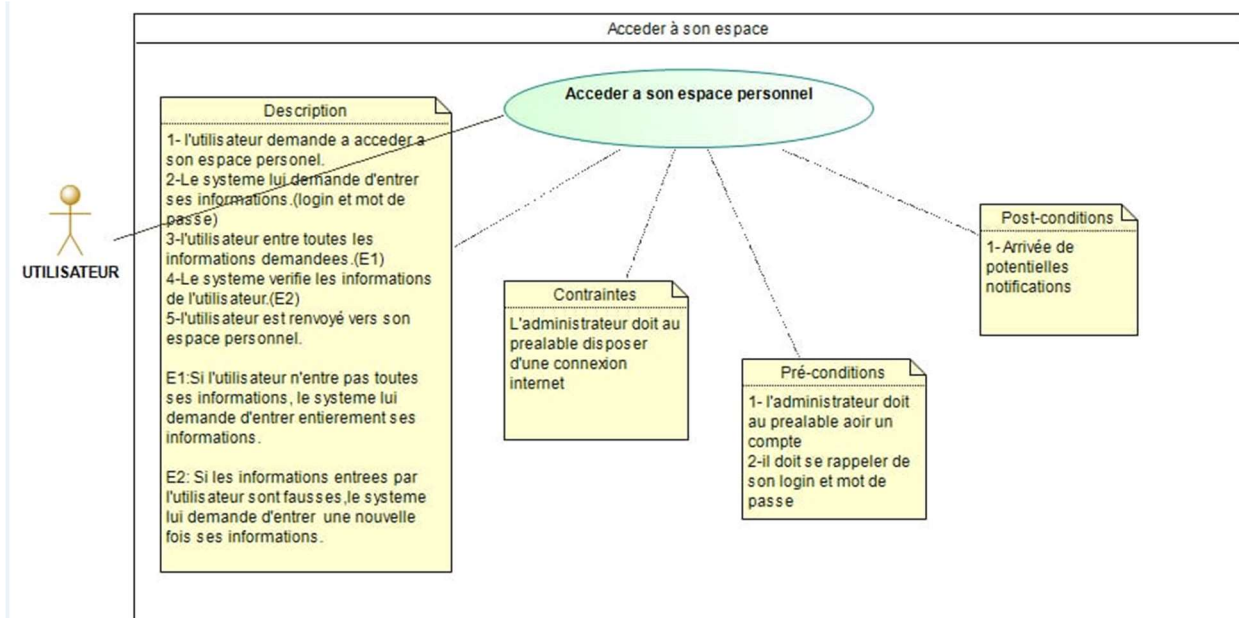 Acceder à son espace
Acceder a son espace personnel
UTILISATEUR
Description
1- l'utilisateur demande a acceder a
son espace personel.
2-Le systeme lui demande d'entrer
ses informations.(login et mot de
passe)
3-l'utilisateur entre toutes les
informations demandees.(E1)
4-Le systeme verifie les informations
de l'utilisateur.(E2)
5-l'utilisateur est renvoyé vers son
espace personnel.
E1:Si l'utilisateur n'entre pas toutes
ses informations, le systeme lui
demande d'entrer entierement ses
informations.
E2: Si les informations entrees par
l'utilisateur sont fausses,le systeme
lui demande d'entrer une nouvelle
fois ses informations.
Contraintes
L'administrateur doit au
prealable disposer
d'une connexion
internet
Pré-conditions
1- l'administrateur doit
au prealable aoir un
compte
2-il doit se rappeler de
son login et mot de
passe
Post-conditions
1- Arrivée de
potentielles
notifications